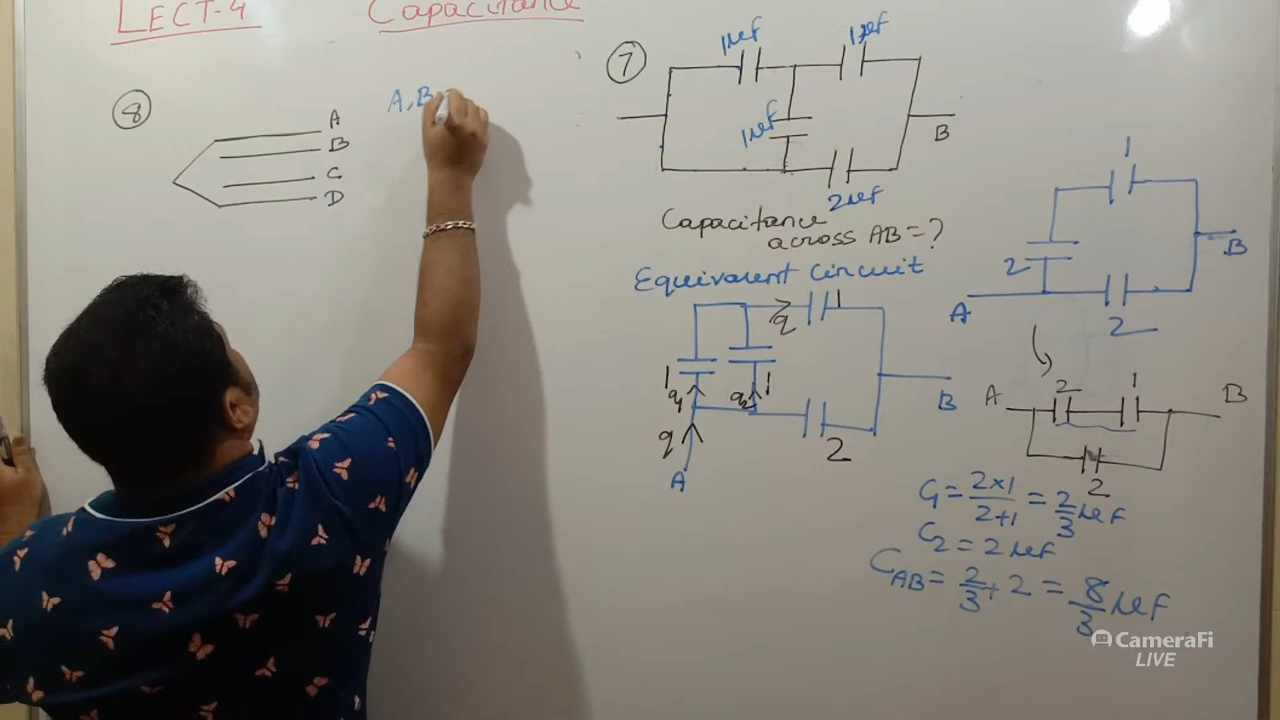 LECT-4 Capacitance
8
A
B
C
D
A, B
7
1μF
1μF
1μF
2μF
B
Capacitance
across AB = ?
Equivalent circuit
1
q
1
q1
1
q2
q
2
A
B
1
2
2
A
B
A
2
1
B
2
C1 = 2×1/2+1 = 2/3 μF
C2 = 2μF
CAB = 2/3 + 2 = 8/3 μF
CameraFi
LIVE